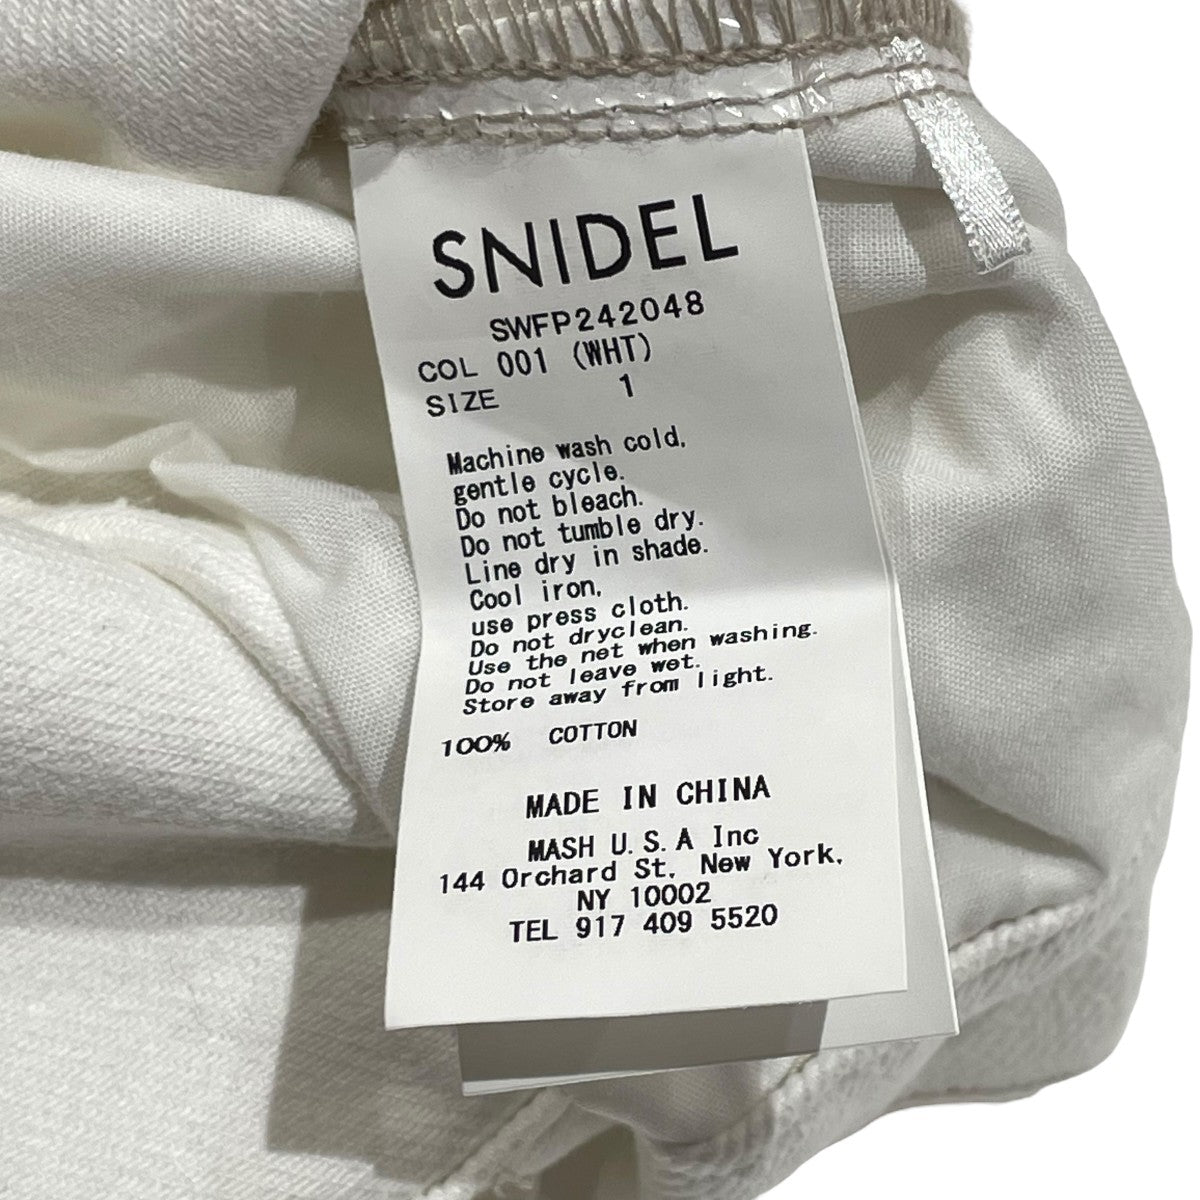 SNIDEL
SWFP242048
COL 001 (WHT)
SIZE 1
Machine wash cold,
gentle cycle.
Do not bleach.
Do not tumble dry.
Line dry in shade.
Cool iron,
use press cloth.
Do not dryclean.
Use the net when washing.
Do not leave wet.
Store away from light.
100% COTTON
MADE IN CHINA
MASH U.S.A Inc
144 Orchard St, New York,
NY 10002
TEL 917 409 5520